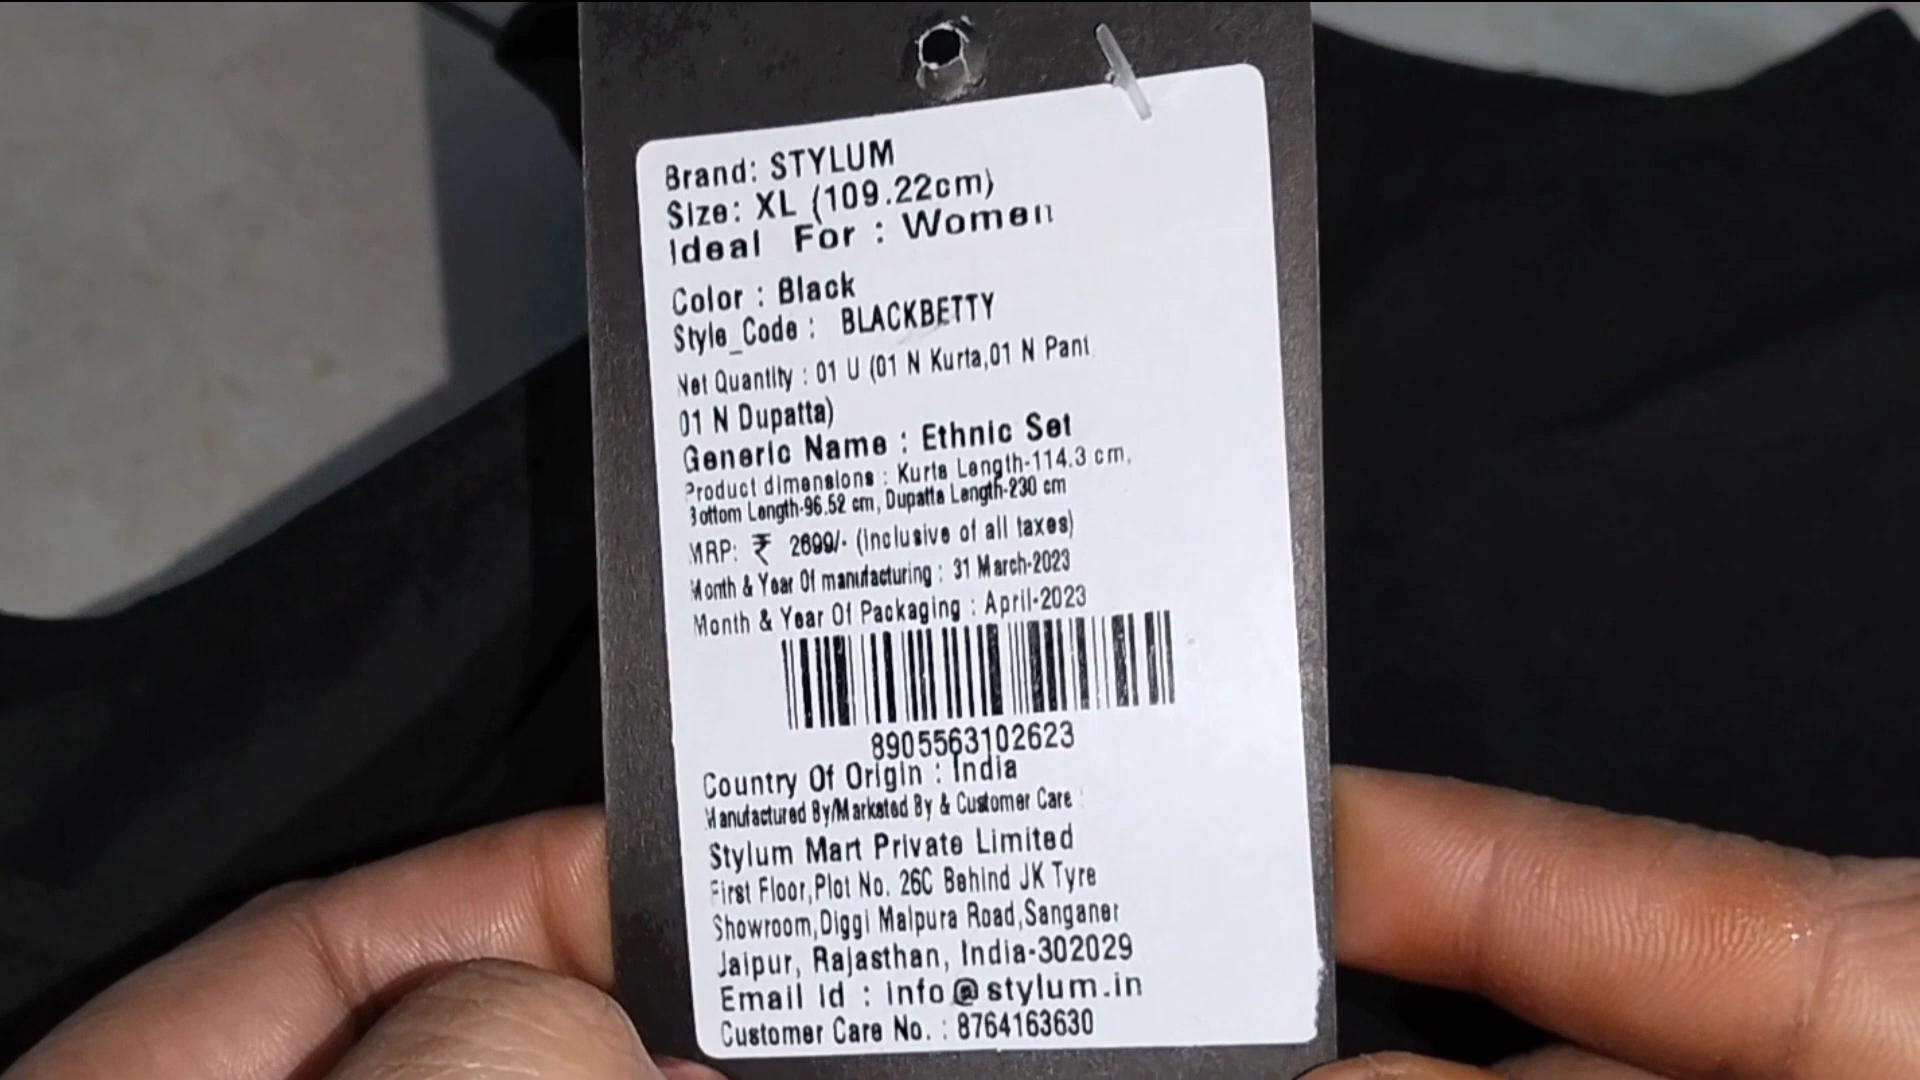 Brand: STYLUM
Size: XL (109.22cm)
Ideal For : Women
Color : Black
Style_Code : BLACKBETTY
Net Quantity : 01 U (01 N Kurta,01 N Pant
01 N Dupatta)
Generic Name : Ethnic Set
Product dimensions : Kurta Length-114.3 cm,
Bottom Length-96.52 cm, Dupatta Length-230 cm
MRP: ₹ 2699/- (inclusive of all taxes)
Month & Year Of manufacturing : 31 March-2023
Month & Year Of Packaging : April-2023
8905563102623
Country Of Origin : India
Manufactured By/Marketed By & Customer Care :
Stylum Mart Private Limited
First Floor,Plot No. 26C Behind JK Tyre
Showroom,Diggi Malpura Road,Sanganer
Jaipur, Rajasthan, India-302029
Email Id : info@stylum.in
Customer Care No. : 8764163630